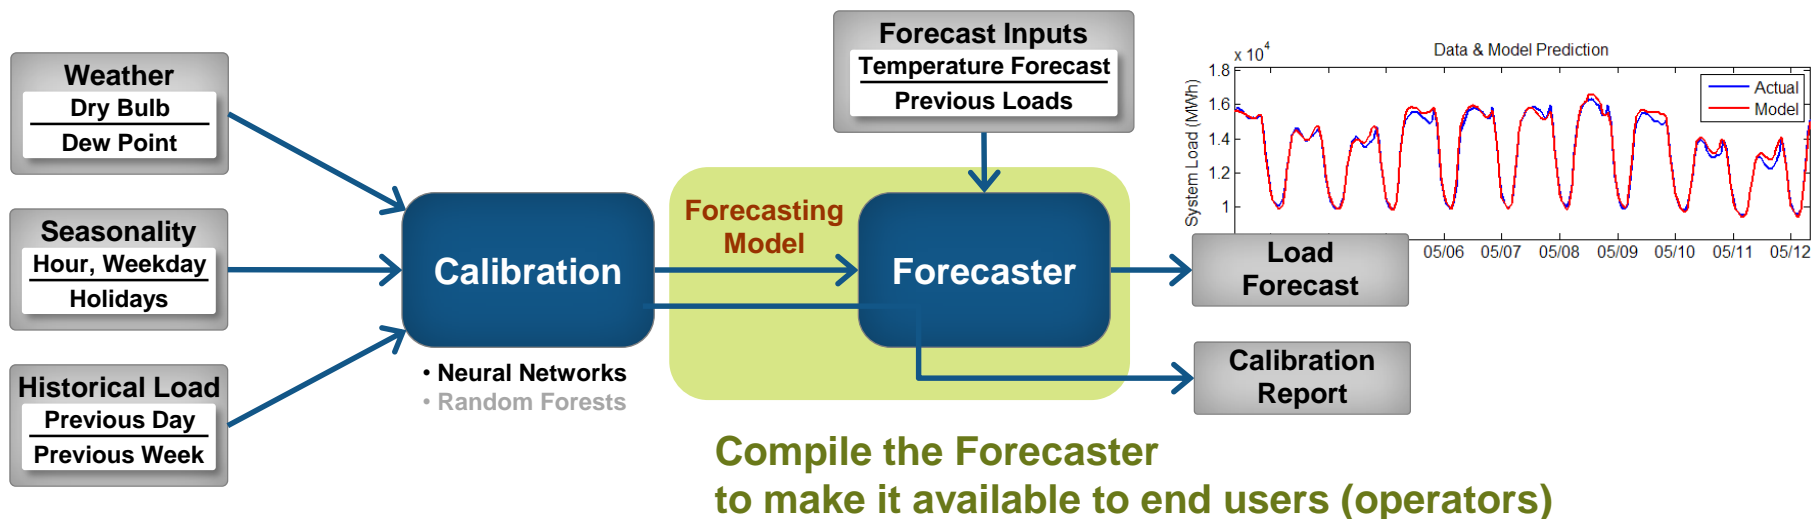 Weather
Dry Bulb
Dew Point
Seasonality
Hour, Weekday
Holidays
Historical Load
Previous Day
Previous Week
Calibration
• Neural Networks
• Random Forests
Forecasting
Model
Forecast Inputs
Temperature Forecast
Previous Loads
Forecaster
Load
Forecast
Calibration
Report
Data & Model Prediction
x 10^4
1.8
1.6
1.4
1.2
1
System Load (MWh)
Actual
Model
05/06 05/07 05/08 05/09 05/10 05/11 05/12
Compile the Forecaster
to make it available to end users (operators)